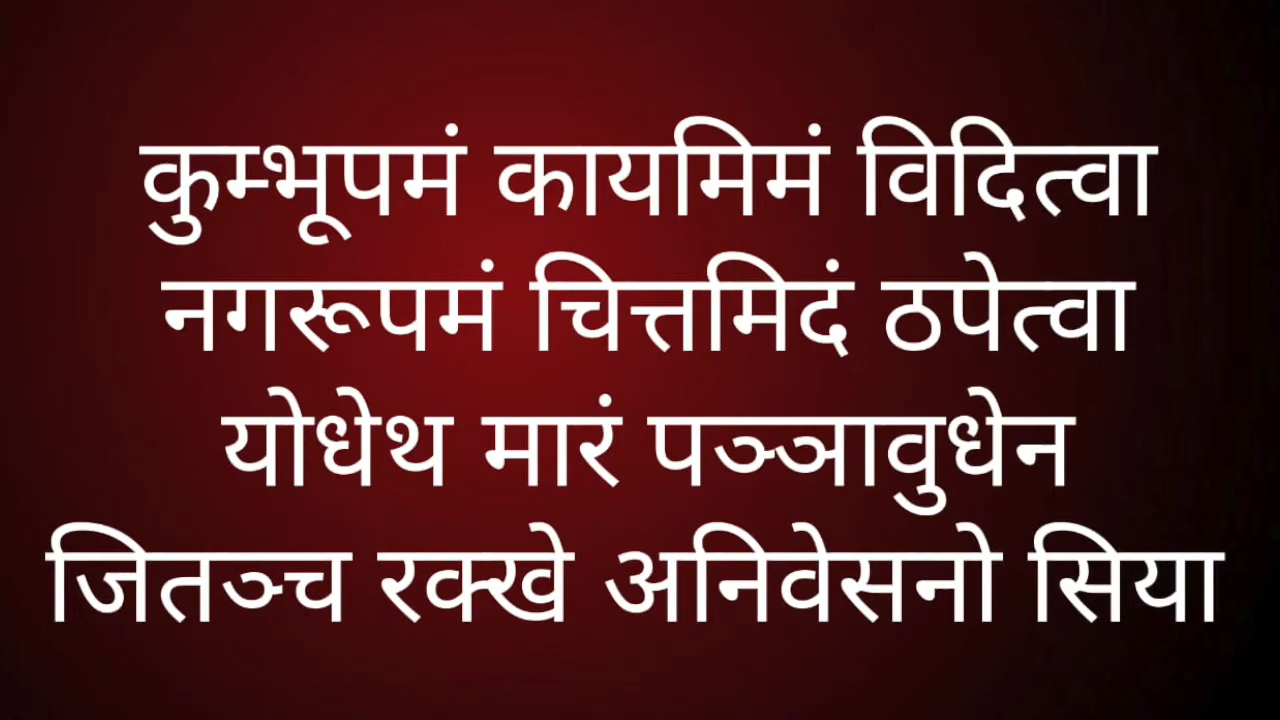 कुम्भूपमं कायमिमं विदित्वा
नगरूपमं चित्तमिदं ठपेत्वा
योधेथ मारं पञ्ञावुधेन
जितञ्च रक्खे अनिवेसनो सिया